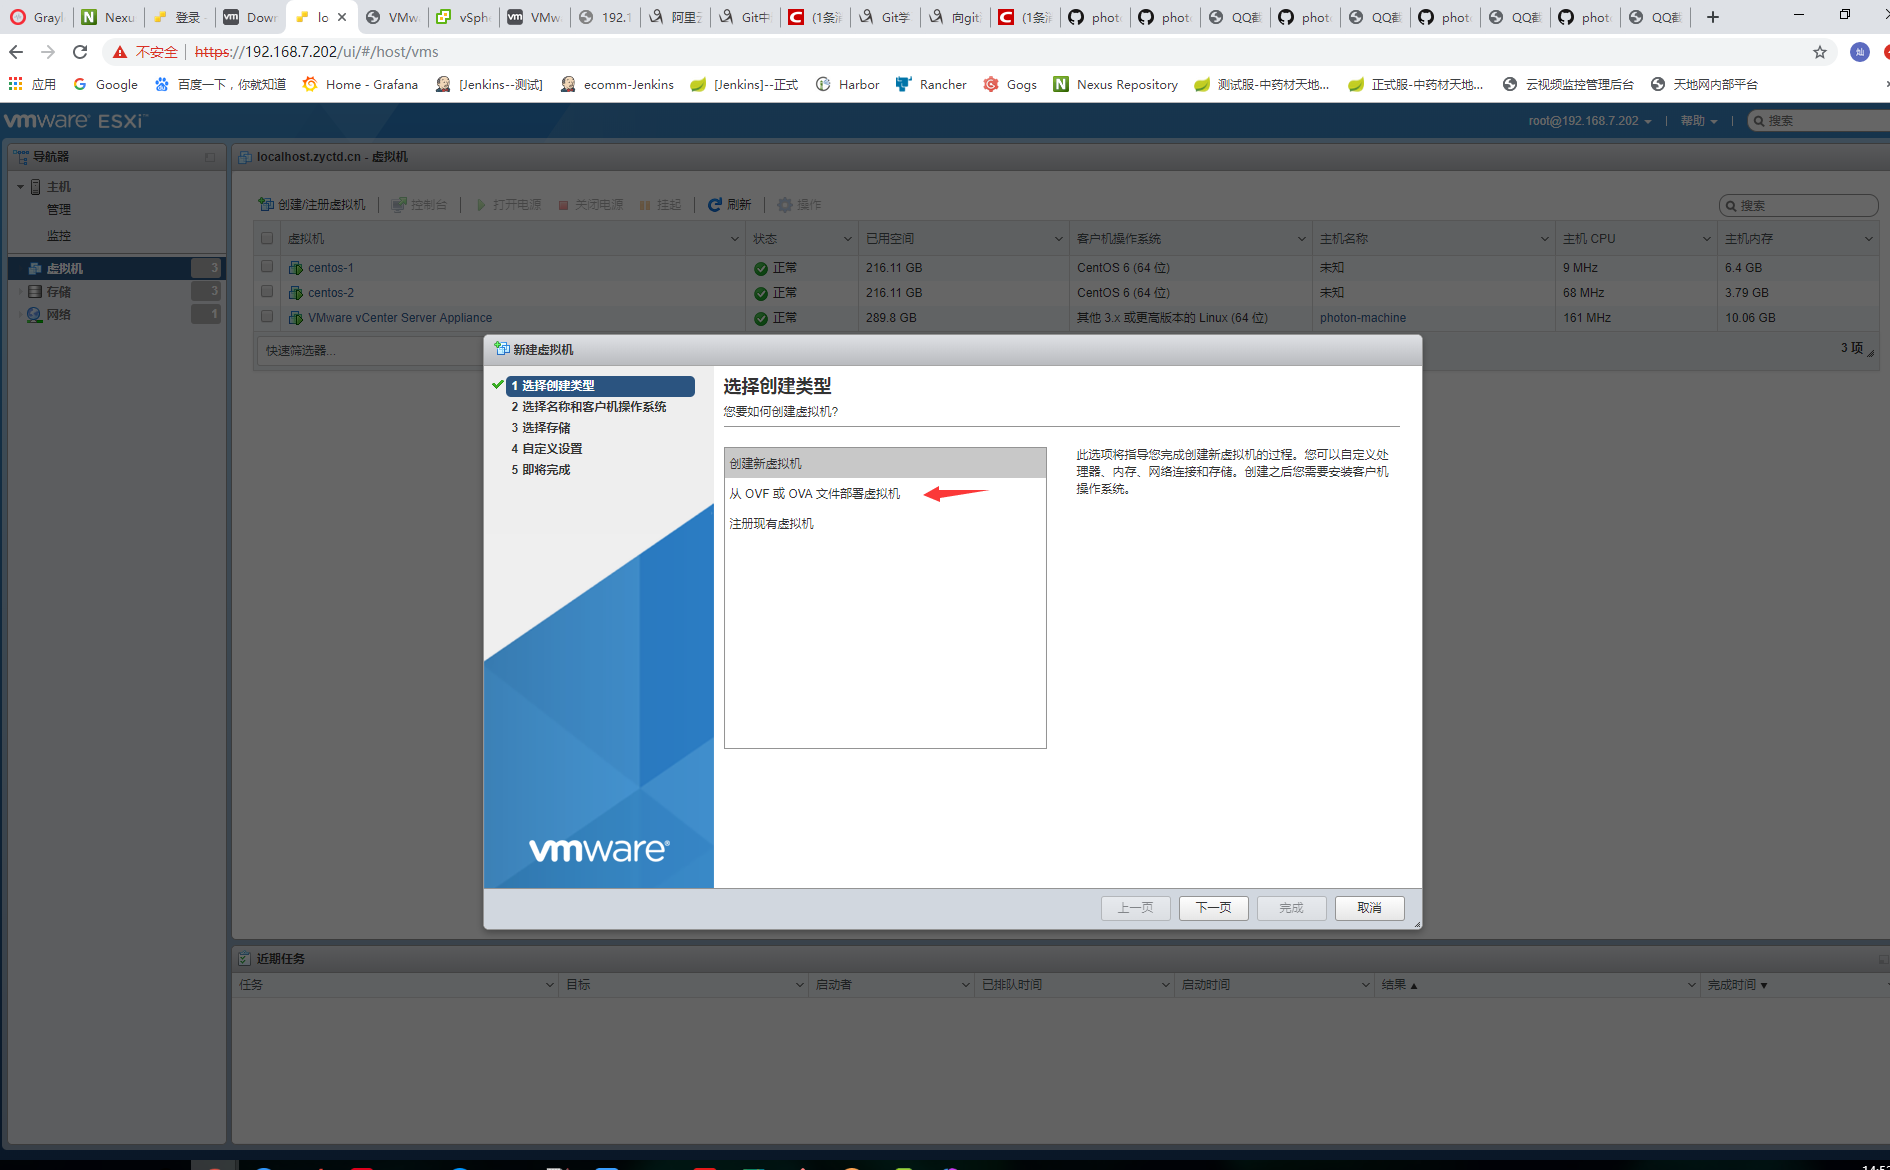 Grayl
Nexu
登录
Down
lo
VMw
vSph
VMw
192.1
阿里云
Git中
(1条消
Git学
向git
(1条消
phot
phot
QQ截
phot
QQ截
phot
QQ截
phot
QQ截
不安全 https://192.168.7.202/ui/#/host/vms
应用
Google
百度一下，你就知道
Home - Grafana
[Jenkins--测试]
ecomm-Jenkins
[Jenkins]--正式
Harbor
Rancher
Gogs
Nexus Repository
测试服-中药材天地...
正式服-中药材天地...
云视频监控管理后台
天地网内部平台
vmware ESXi™
root@192.168.7.202
帮助
搜索
导航器
主机
管理
监控
虚拟机 3
存储 3
网络 1
localhost.zyctd.cn - 虚拟机
创建/注册虚拟机
控制台
打开电源
关闭电源
挂起
刷新
操作
搜索
虚拟机 状态 已用空间 客户机操作系统 主机名称 主机 CPU 主机内存
centos-1 正常 216.11 GB CentOS 6 (64 位) 未知 9 MHz 6.4 GB
centos-2 正常 216.11 GB CentOS 6 (64 位) 未知 68 MHz 3.79 GB
VMware vCenter Server Appliance 正常 289.8 GB 其他 3.x 或更高版本的 Linux (64 位) photon-machine 161 MHz 10.06 GB
快速筛选器...
3 项
新建虚拟机
1 选择创建类型
2 选择名称和客户机操作系统
3 选择存储
4 自定义设置
5 即将完成
vmware®
选择创建类型
您要如何创建虚拟机?
创建新虚拟机
从 OVF 或 OVA 文件部署虚拟机
注册现有虚拟机
此选项将指导您完成创建新虚拟机的过程。您可以自定义处
理器、内存、网络连接和存储。创建之后您需要安装客户机
操作系统。
上一页
下一页
完成
取消
近期任务
任务 目标 启动者 已排队时间 启动时间 结果▲ 完成时间▼